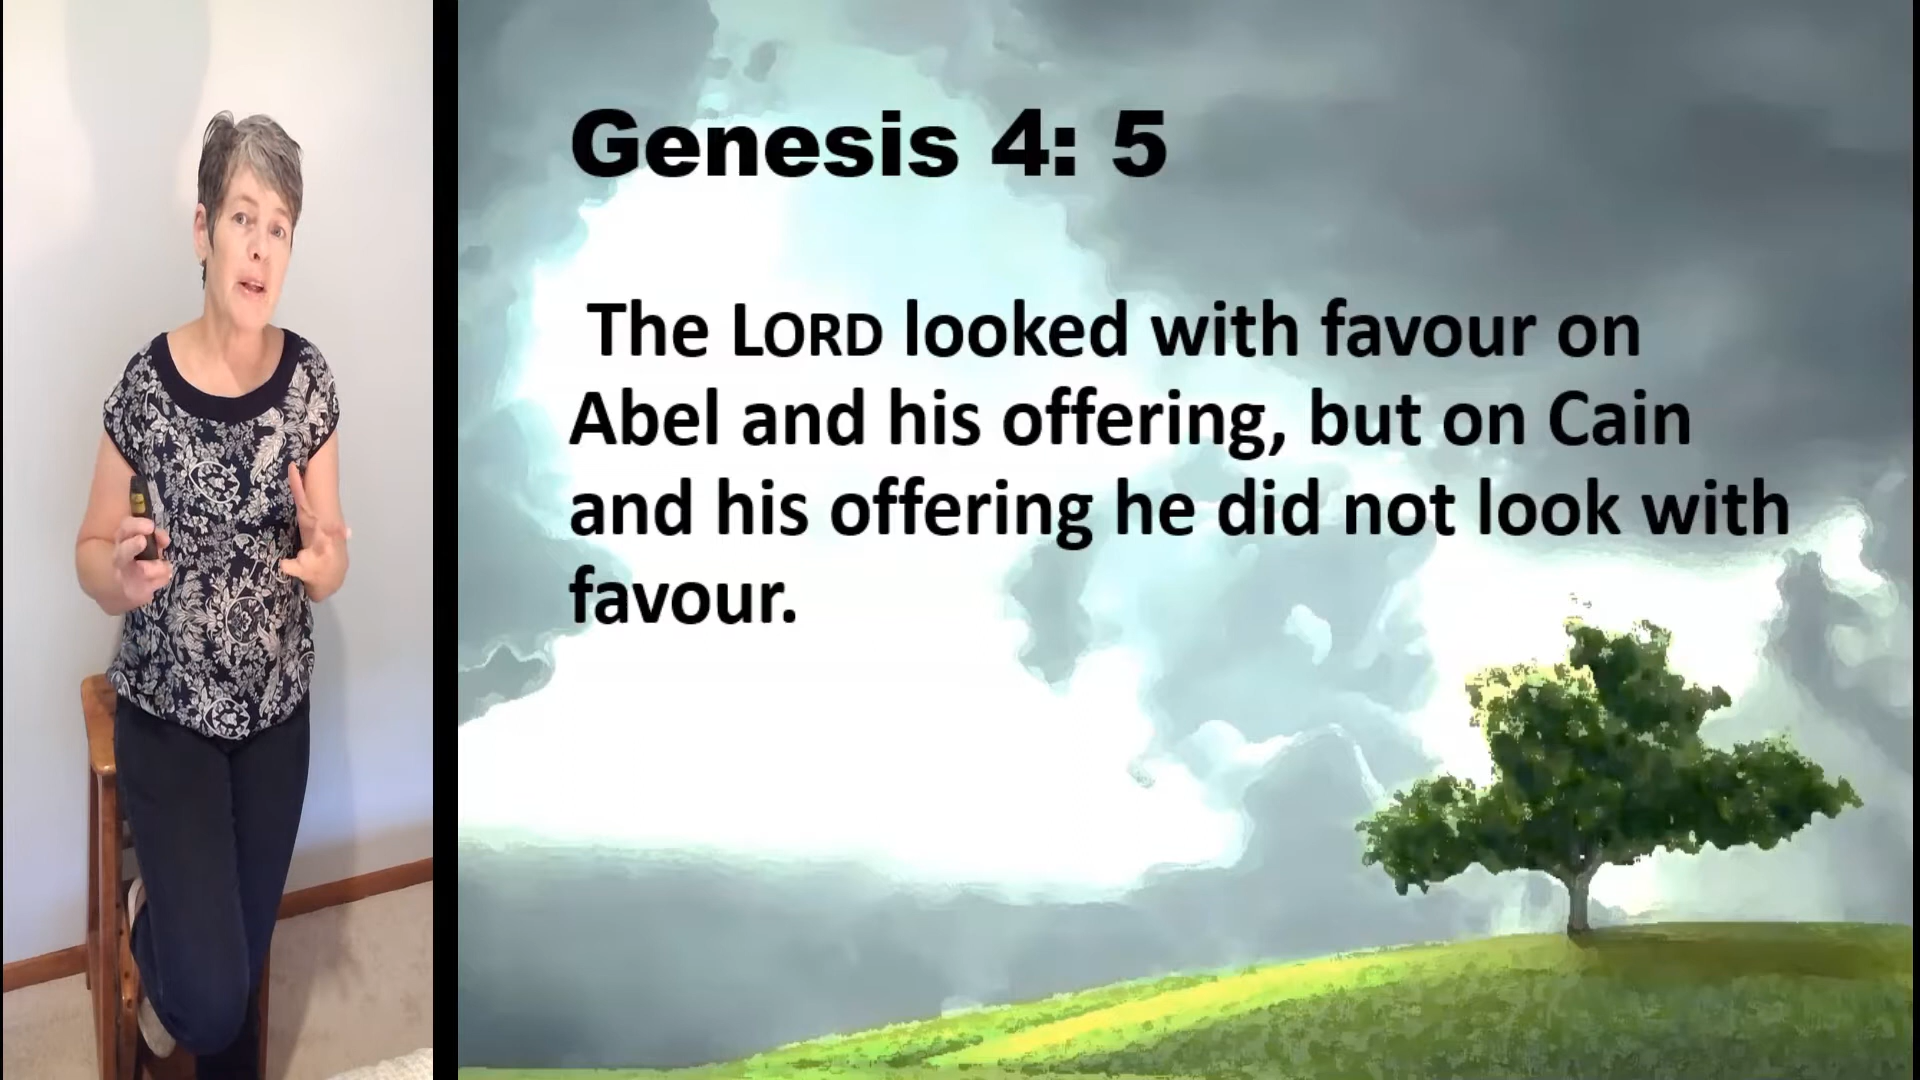 Genesis 4: 5
The LORD looked with favour on
Abel and his offering, but on Cain
and his offering he did not look with
favour.